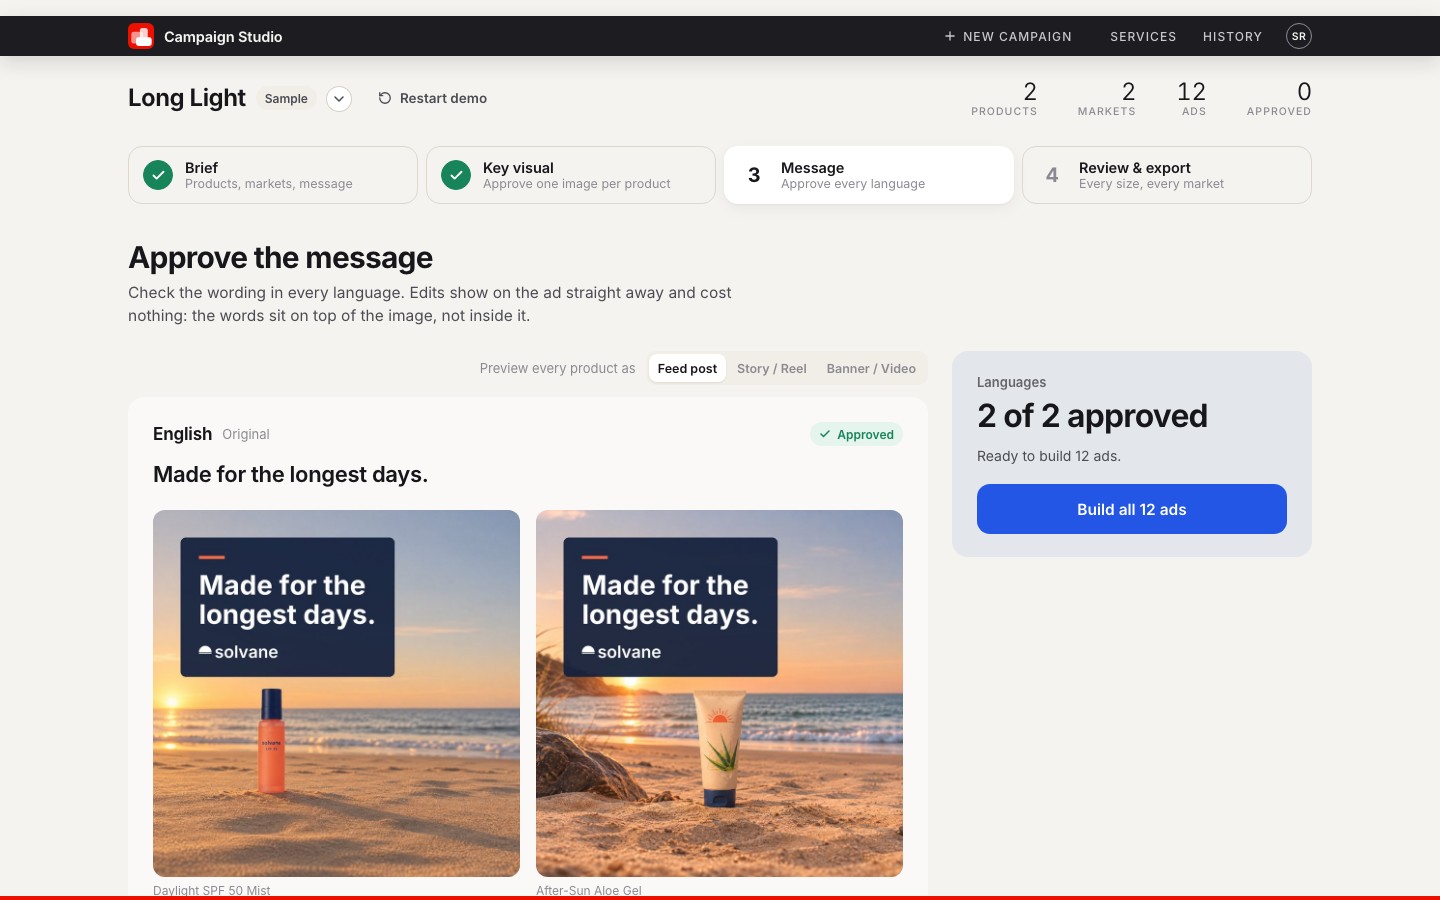 Campaign Studio
NEW CAMPAIGN
SERVICES
HISTORY
SR
Long Light
Sample
Restart demo
2
PRODUCTS
2
MARKETS
12
ADS
0
APPROVED
Brief
Products, markets, message
Key visual
Approve one image per product
3
Message
Approve every language
4
Review & export
Every size, every market
Approve the message
Check the wording in every language. Edits show on the ad straight away and cost
nothing: the words sit on top of the image, not inside it.
Preview every product as
Feed post
Story / Reel
Banner / Video
English Original
Approved
Made for the longest days.
Made for the
longest days.
solvane
solvane
Made for the
longest days.
solvane
Daylight SPF 50 Mist
After-Sun Aloe Gel
Languages
2 of 2 approved
Ready to build 12 ads.
Build all 12 ads